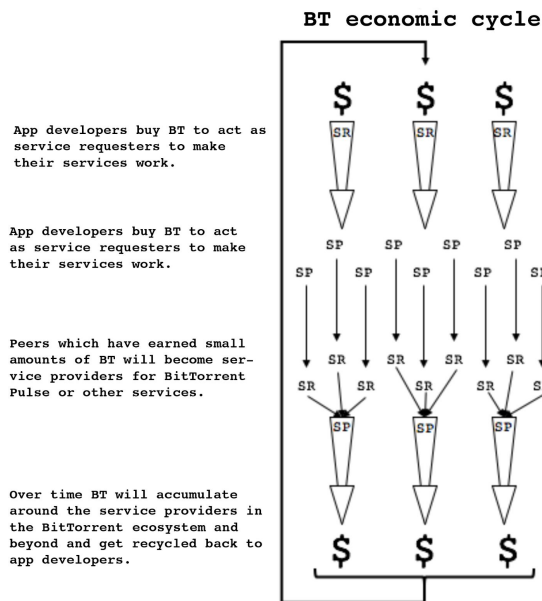 BT economic cycle
$ $ $
SR SR SR
App developers buy BT to act as
service requesters to make
their services work.
App developers buy BT to act
as service requesters to make
their services work.
SP SP SP SP
SP SP SP SP
Peers which have earned small
amounts of BT will become ser-
vice providers for BitTorrent
Pulse or other services.
SR SR SR SR
SR SR SR SR
SP SP SP
Over time BT will accumulate
around the service providers in
the BitTorrent ecosystem and
beyond and get recycled back to
app developers.
$ $ $